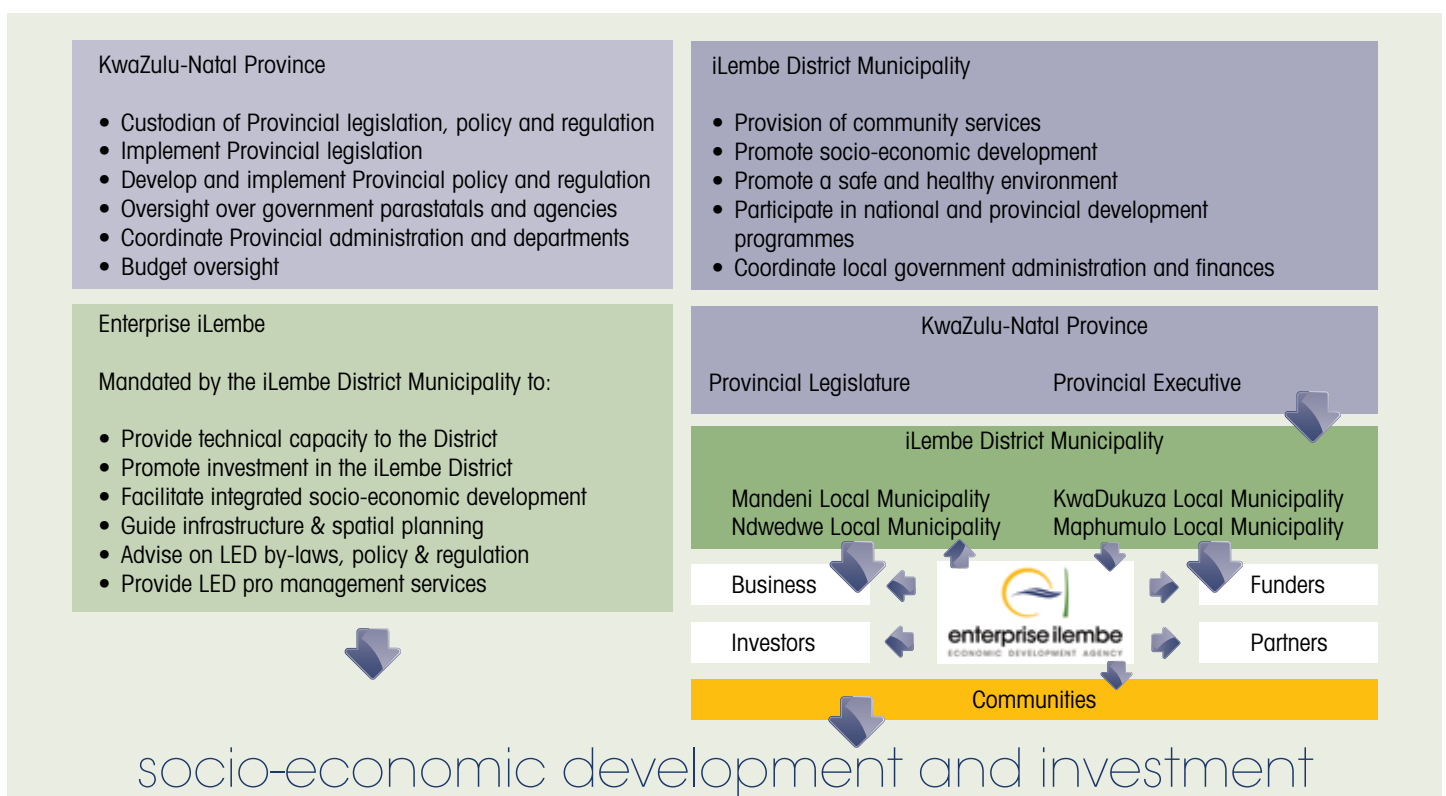 KwaZulu-Natal Province
• Custodian of Provincial legislation, policy and regulation
• Implement Provincial legislation
• Develop and implement Provincial policy and regulation
• Oversight over government parastatals and agencies
• Coordinate Provincial administration and departments
• Budget oversight
iLembe District Municipality
• Provision of community services
• Promote socio-economic development
• Promote a safe and healthy environment
• Participate in national and provincial development
programmes
• Coordinate local government administration and finances
Enterprise iLembe
Mandated by the iLembe District Municipality to:
• Provide technical capacity to the District
• Promote investment in the iLembe District
• Facilitate integrated socio-economic development
• Guide infrastructure & spatial planning
• Advise on LED by-laws, policy & regulation
• Provide LED pro management services
KwaZulu-Natal Province
Provincial Legislature Provincial Executive
iLembe District Municipality
Mandeni Local Municipality KwaDukuza Local Municipality
Ndwedwe Local Municipality Maphumulo Local Municipality
Business Funders
enterprise ilembe
ECONOMIC DEVELOPMENT AGENCY
Investors Partners
Communities
socio-economic development and investment